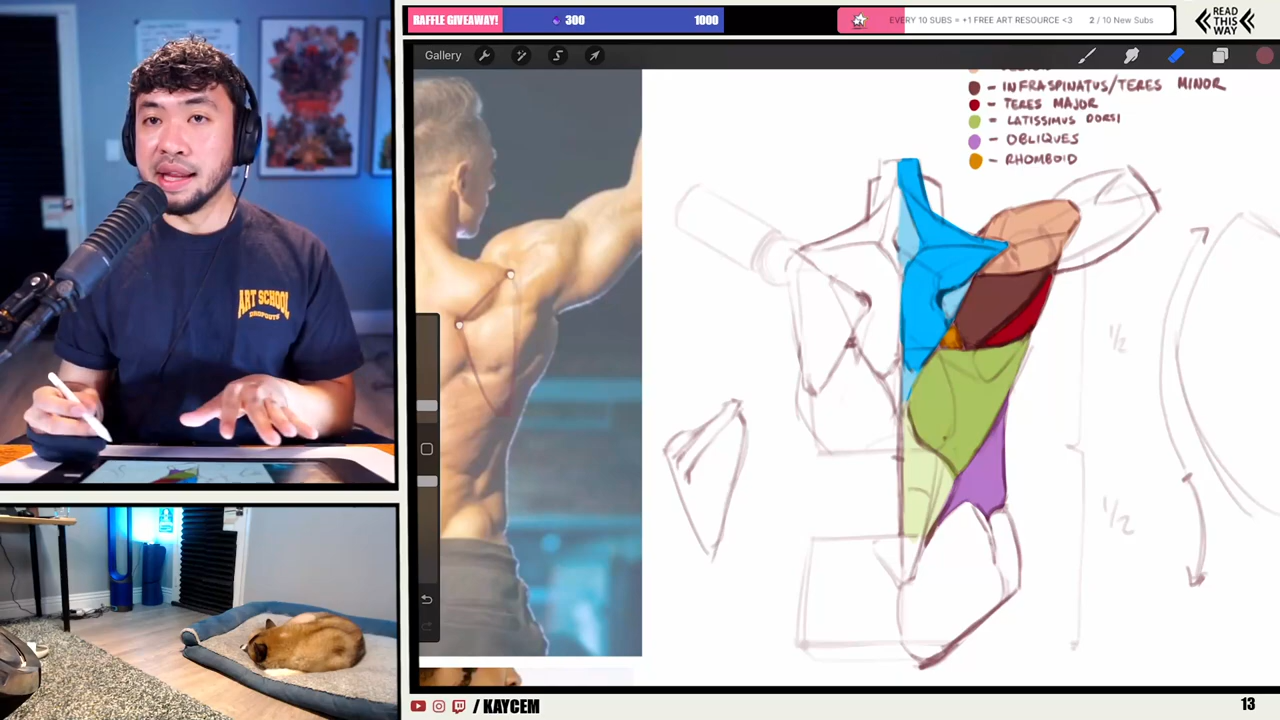 RAFFLE GIVEAWAY!
300
1000
EVERY 10 SUBS = +1 FREE ART RESOURCE <3
2 / 10 New Subs
READ
THIS
WAY
Gallery
- INFRASPINATUS/TERES MINOR
- TERES MAJOR
- LATISSIMUS DORSI
- OBLIQUES
- RHOMBOID
1/2
1/2
ART SCHOOL
DROPOUTS
/ KAYCEM
13